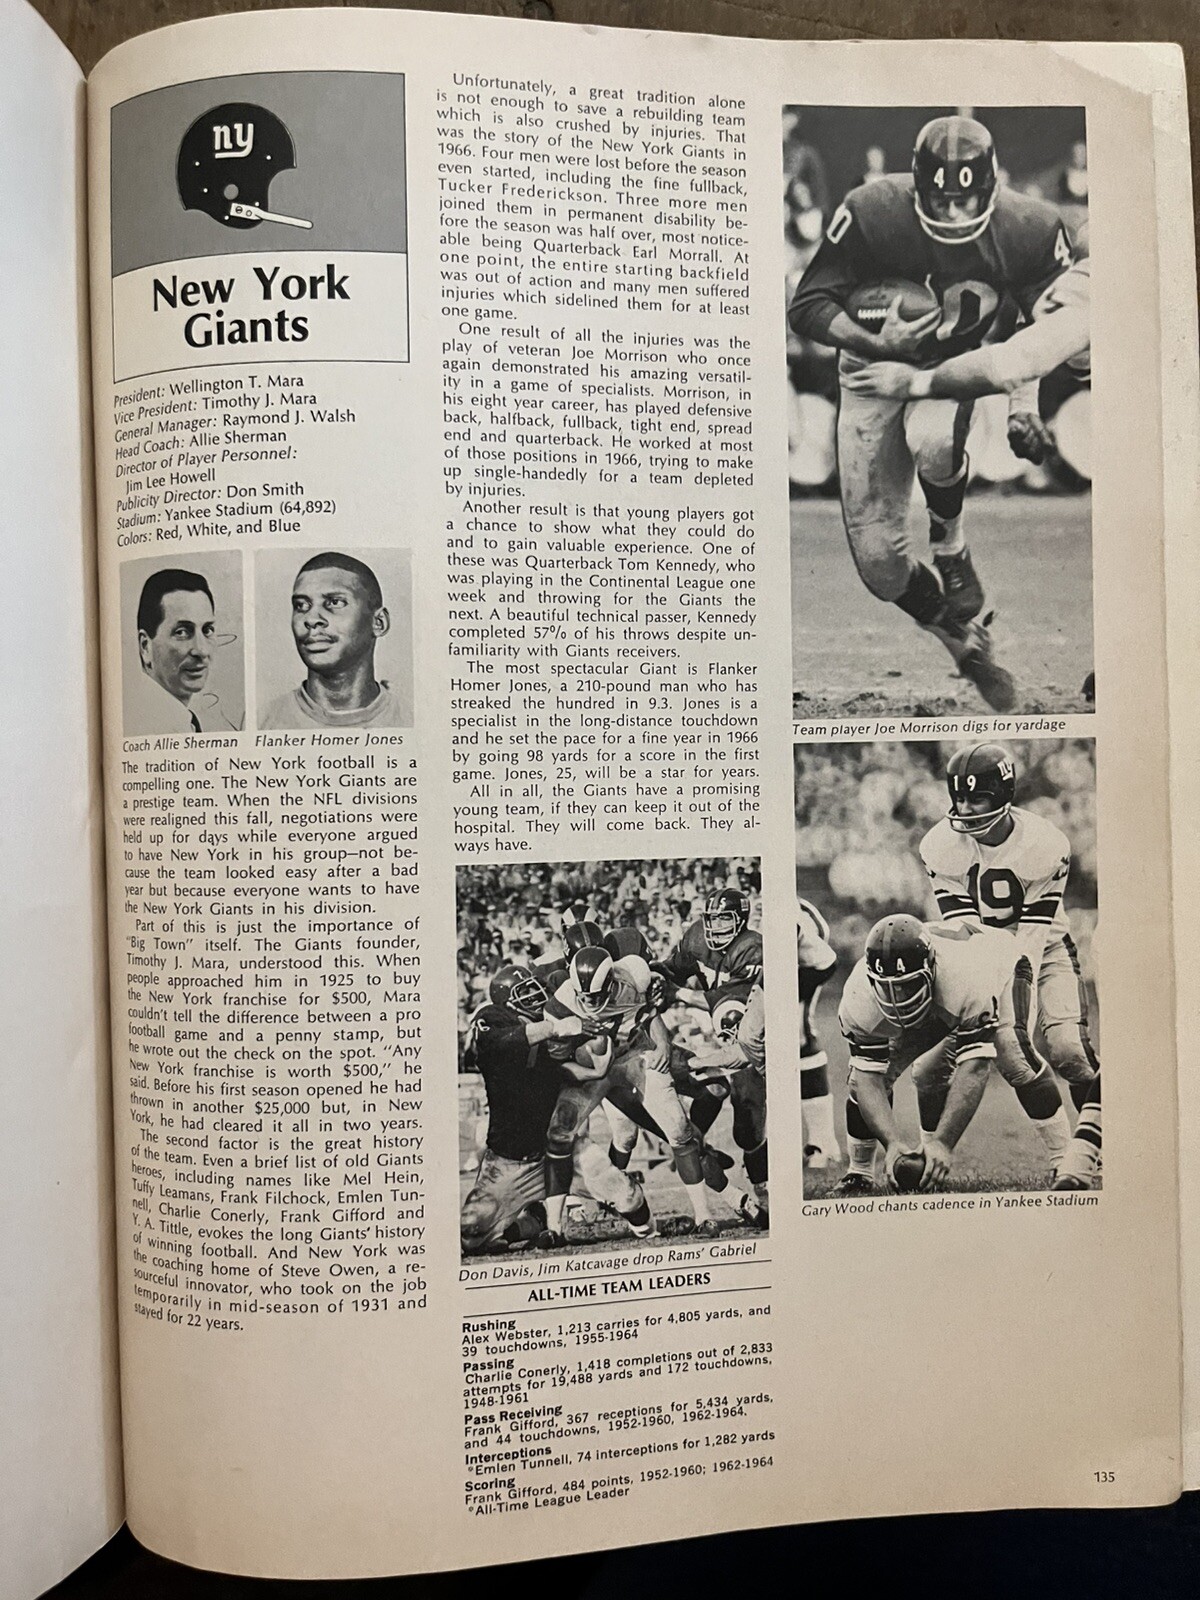 ny
New York
Giants
President: Wellington T. Mara
Vice President: Timothy J. Mara
General Manager: Raymond J. Walsh
Head Coach: Allie Sherman
Director of Player Personnel:
Jim Lee Howell
Publicity Director: Don Smith
Stadium: Yankee Stadium (64,892)
Colors: Red, White, and Blue
Coach Allie Sherman
Flanker Homer Jones
The tradition of New York football is a
compelling one. The New York Giants are
a prestige team. When the NFL divisions
were realigned this fall, negotiations were
held up for days while everyone argued
to have New York in his group—not be-
cause the team looked easy after a bad
year but because everyone wants to have
the New York Giants in his division.
Part of this is just the importance of
"Big Town" itself. The Giants founder,
Timothy J. Mara, understood this. When
people approached him in 1925 to buy
the New York franchise for $500, Mara
couldn't tell the difference between a pro
football game and a penny stamp, but
he wrote out the check on the spot. "Any
New York franchise is worth $500," he
said. Before his first season opened he had
thrown in another $25,000 but, in New
York, he had cleared it all in two years.
The second factor is the great history
of the team. Even a brief list of old Giants
heroes, including names like Mel Hein,
Tuffy Leamans, Frank Filchock, Emlen Tun-
nell, Charlie Conerly, Frank Gifford and
Y. A. Tittle, evokes the long Giants' history
of winning football. And New York was
the coaching home of Steve Owen, a re-
sourceful innovator, who took on the job
temporarily in mid-season of 1931 and
stayed for 22 years.
Unfortunately, a great tradition alone
is not enough to save a rebuilding team
which is also crushed by injuries. That
was the story of the New York Giants in
1966. Four men were lost before the season
even started, including the fine fullback,
Tucker Frederickson. Three more men
joined them in permanent disability be-
fore the season was half over, most notice-
able being Quarterback Earl Morrall. At
one point, the entire starting backfield
was out of action and many men suffered
injuries which sidelined them for at least
one game.
One result of all the injuries was the
play of veteran Joe Morrison who once
again demonstrated his amazing versatil-
ity in a game of specialists. Morrison, in
his eight year career, has played defensive
back, halfback, fullback, tight end, spread
end and quarterback. He worked at most
of those positions in 1966, trying to make
up single-handedly for a team depleted
by injuries.
Another result is that young players got
a chance to show what they could do
and to gain valuable experience. One of
these was Quarterback Tom Kennedy, who
was playing in the Continental League one
week and throwing for the Giants the
next. A beautiful technical passer, Kennedy
completed 57% of his throws despite un-
familiarity with Giants receivers.
The most spectacular Giant is Flanker
Homer Jones, a 210-pound man who has
streaked the hundred in 9.3. Jones is a
specialist in the long-distance touchdown
and he set the pace for a fine year in 1966
by going 98 yards for a score in the first
game. Jones, 25, will be a star for years.
All in all, the Giants have a promising
young team, if they can keep it out of the
hospital. They will come back. They al-
ways have.
75
76
Don Davis, Jim Katcavage drop Rams' Gabriel
ALL-TIME TEAM LEADERS
Rushing
Alex Webster, 1,213 carries for 4,805 yards, and
39 touchdowns, 1955-1964
Passing
Charlie Conerly, 1,418 completions out of 2,833
attempts for 19,488 yards and 172 touchdowns,
1948-1961
Pass Receiving
Frank Gifford, 367 receptions for 5,434 yards,
and 44 touchdowns, 1952-1960, 1962-1964.
Interceptions
*Emlen Tunnell, 74 interceptions for 1,282 yards
Scoring
Frank Gifford, 484 points, 1952-1960; 1962-1964
*All-Time League Leader
40
Team player Joe Morrison digs for yardage
19
ny
19
64
Gary Wood chants cadence in Yankee Stadium
135